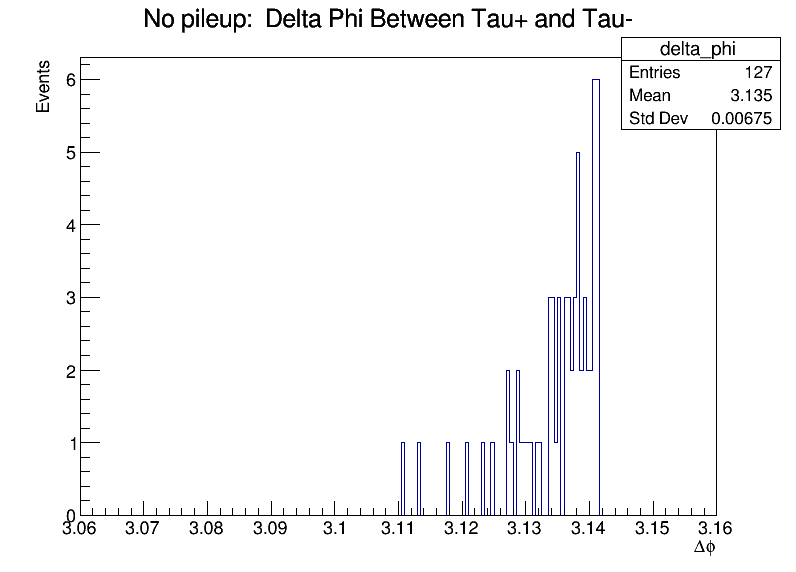 No pileup: Delta Phi Between Tau+ and Tau-
delta_phi
Entries 127
Mean 3.135
Std Dev 0.00675
Events
6
5
4
3
2
1
0
3.06 3.07 3.08 3.09 3.1 3.11 3.12 3.13 3.14 3.15 3.16
Δϕ